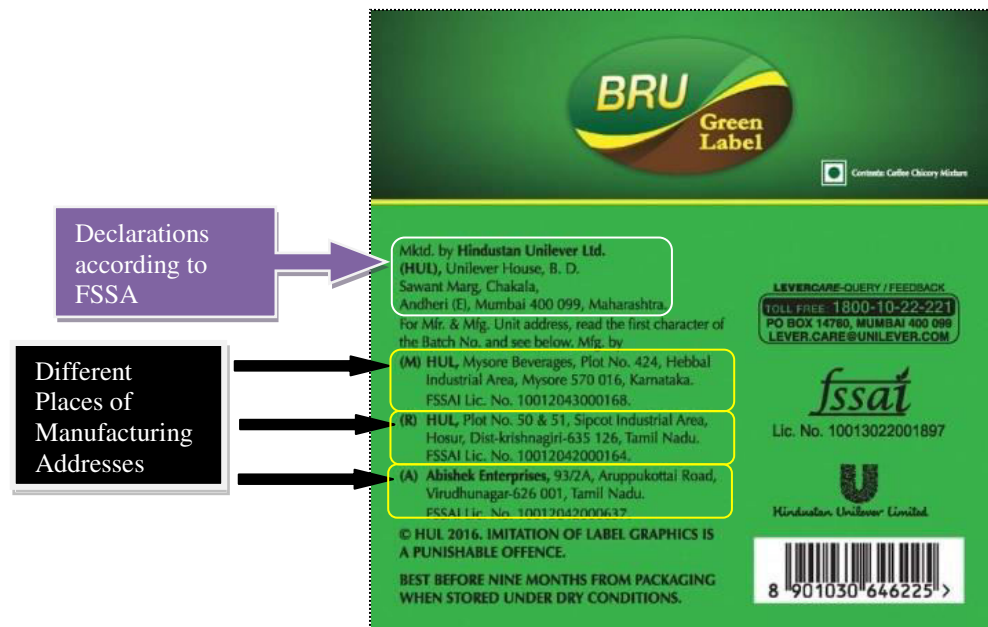 BRU
Green
Label
Contents: Coffee Chicory Mixture
Declarations
according to
FSSA
Mktd. by Hindustan Unilever Ltd.
(HUL), Unilever House, B. D.
Sawant Marg, Chakala,
Andheri (E), Mumbai 400 099, Maharashtra.
For Mfr. & Mfg. Unit address, read the first character of
the Batch No. and see below. Mfg. by
Different
Places of
Manufacturing
Addresses
(M) HUL, Mysore Beverages, Plot No. 424, Hebbal
Industrial Area, Mysore 570 016, Karnataka.
FSSAI Lic. No. 10012043000168.
(R) HUL, Plot No. 50 & 51, Sipcot Industrial Area,
Hosur, Dist-krishnagiri-635 126, Tamil Nadu.
FSSAI Lic. No. 10012042000164.
(A) Abishek Enterprises, 93/2A, Aruppukottai Road,
Virudhunagar-626 001, Tamil Nadu.
FSSAI Lic. No. 10012042000637.
© HUL 2016. IMITATION OF LABEL GRAPHICS IS
A PUNISHABLE OFFENCE.
BEST BEFORE NINE MONTHS FROM PACKAGING
WHEN STORED UNDER DRY CONDITIONS.
LEVERCARE-QUERY / FEEDBACK
TOLL FREE: 1800-10-22-221
PO BOX 14760, MUMBAI 400 099
LEVER.CARE@UNILEVER.COM
fssai
Lic. No. 10013022001897
Hindustan Unilever Limited
8 901030 646225 >